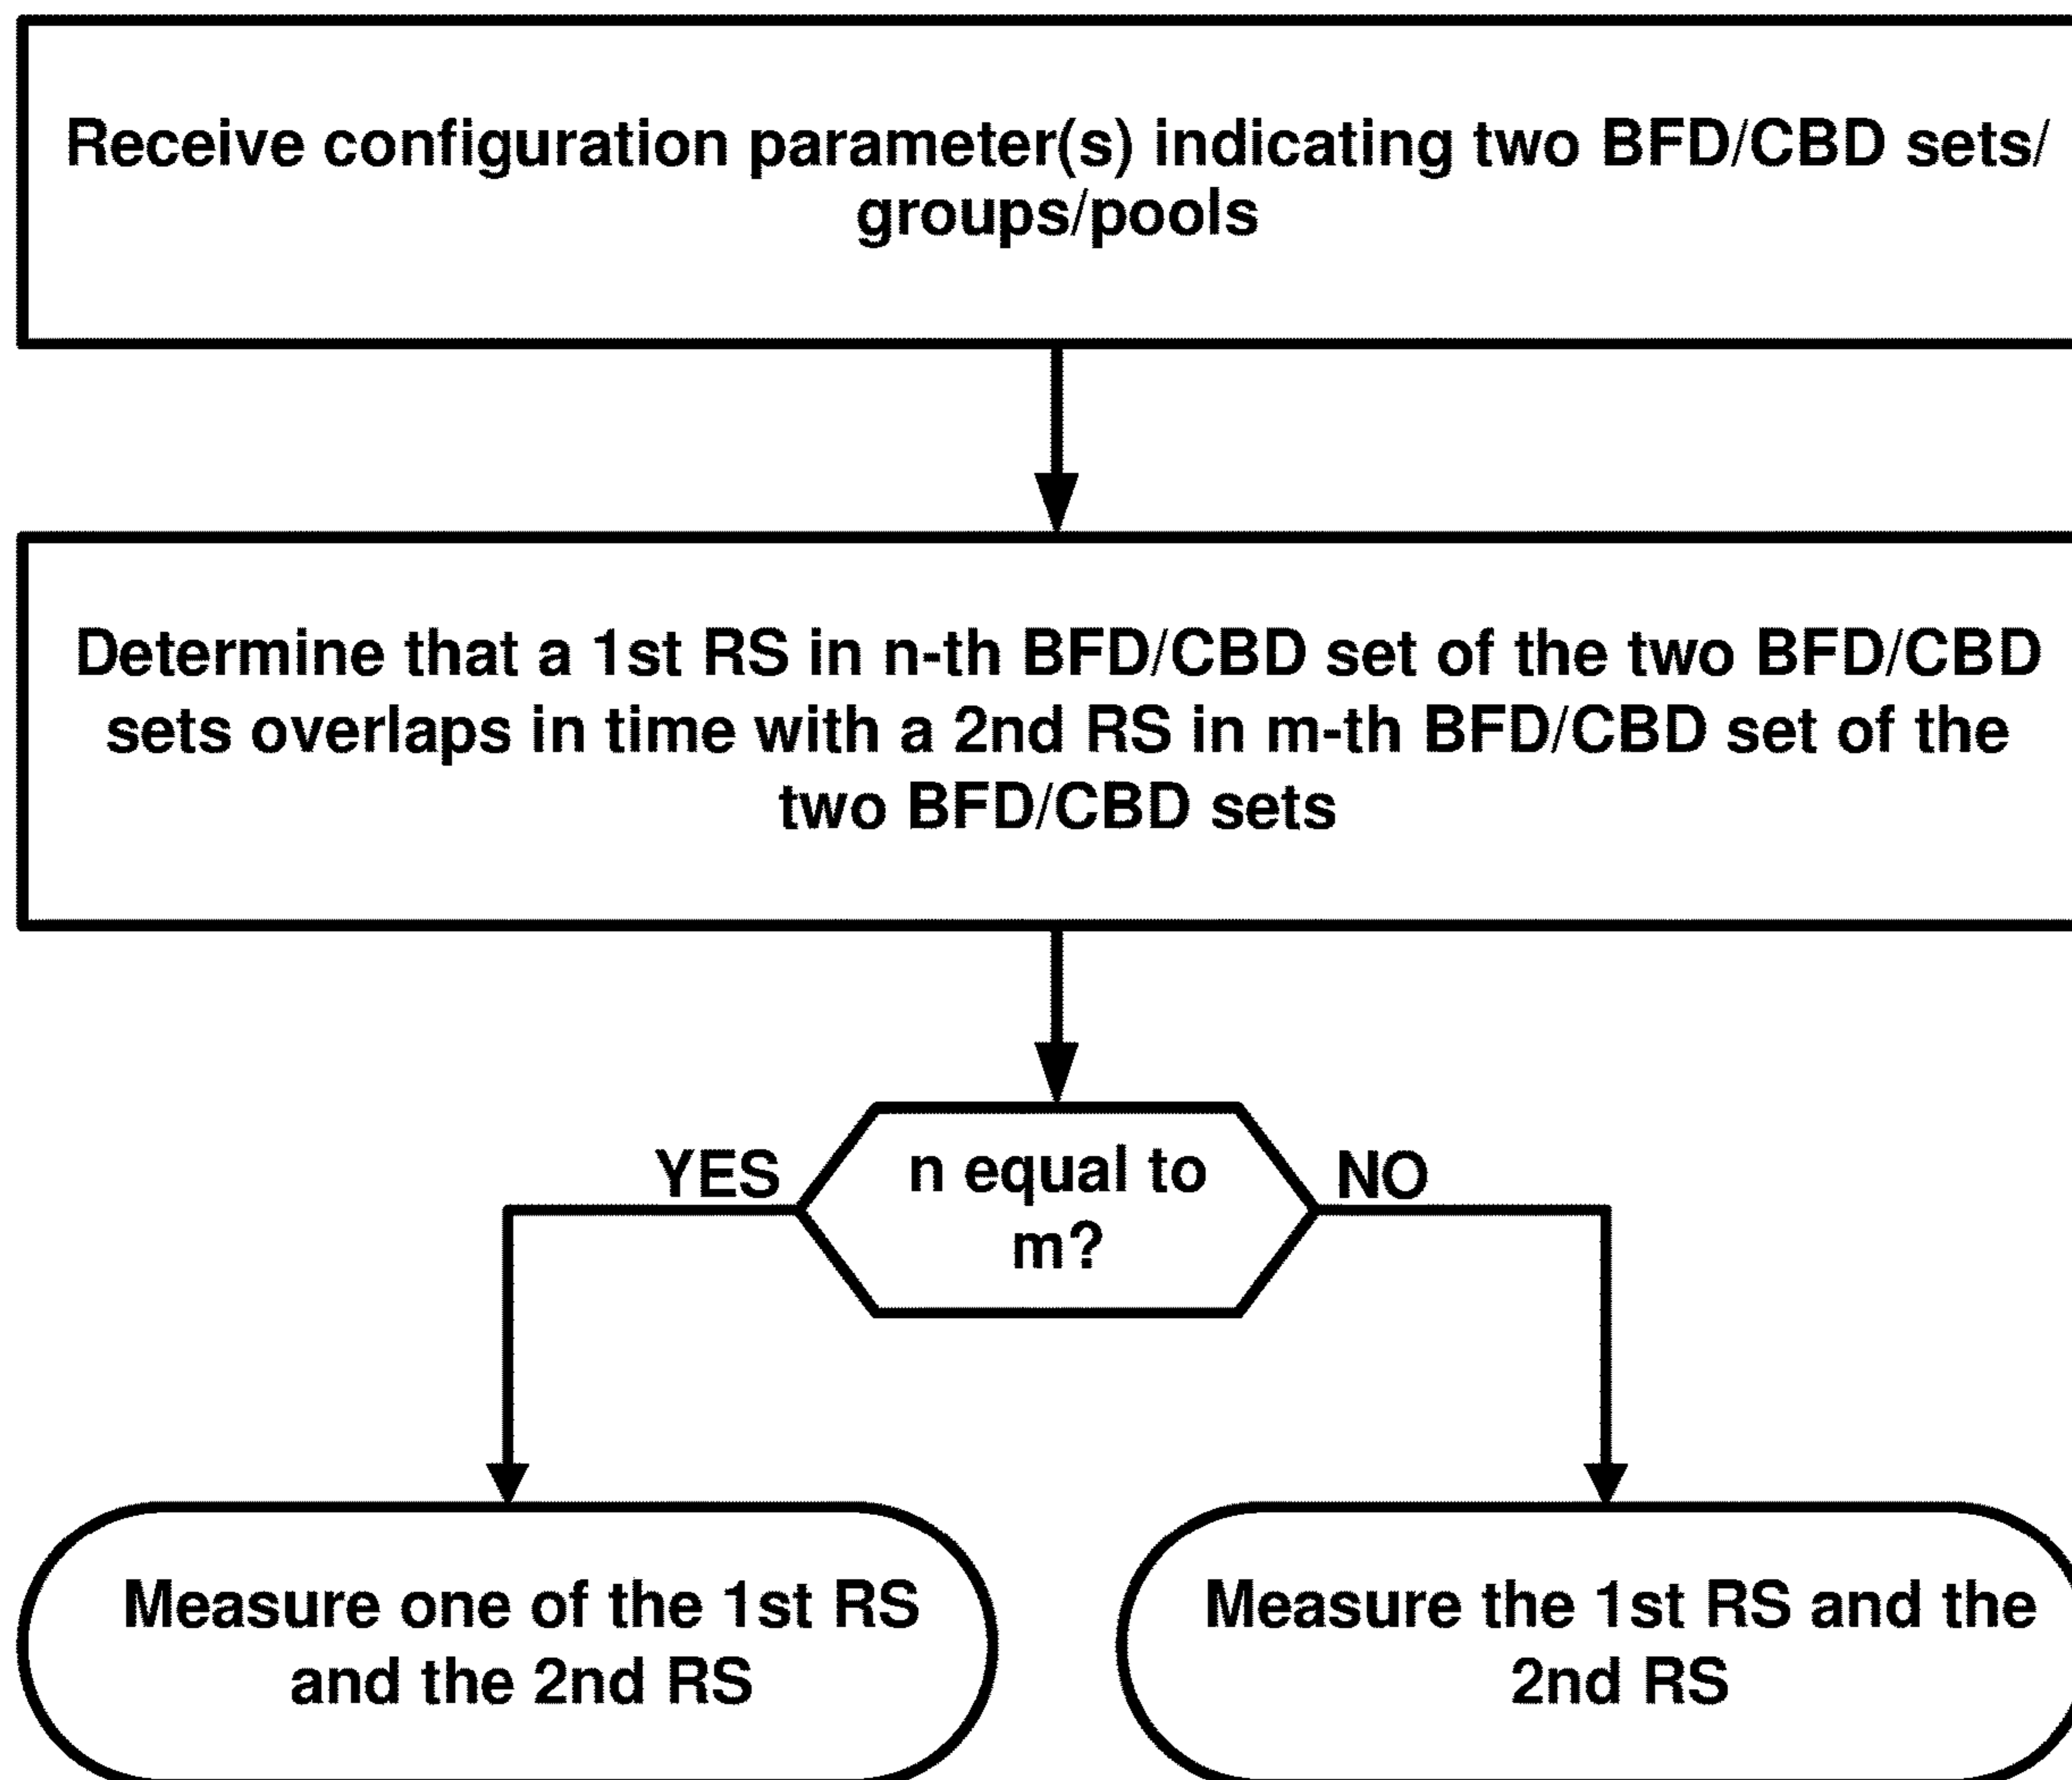 Receive configuration parameter(s) indicating two BFD/CBD sets/
groups/pools
Determine that a 1st RS in n-th BFD/CBD set of the two BFD/CBD
sets overlaps in time with a 2nd RS in m-th BFD/CBD set of the
two BFD/CBD sets
YES
n equal to
m?
NO
Measure one of the 1st RS
and the 2nd RS
Measure the 1st RS and the
2nd RS